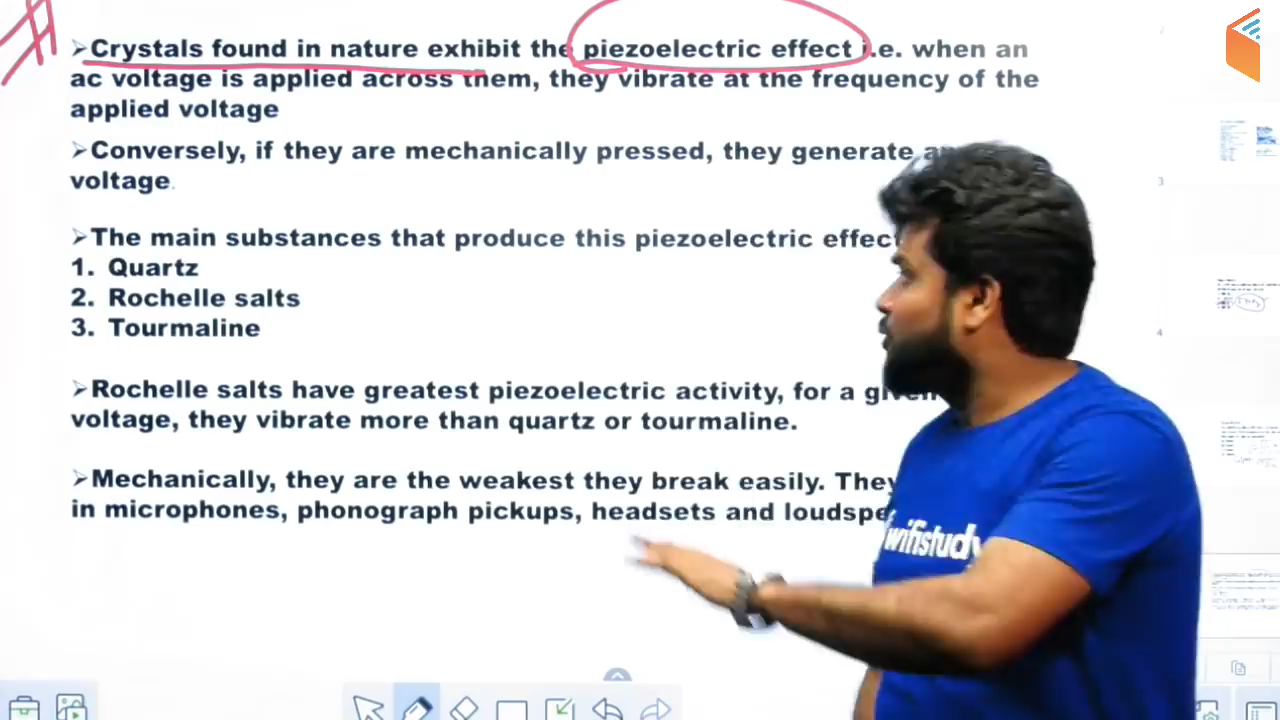 ➢Crystals found in nature exhibit the piezoelectric effect i.e. when an
ac voltage is applied across them, they vibrate at the frequency of the
applied voltage
➢Conversely, if they are mechanically pressed, they generate
voltage.
➢The main substances that produce this piezoelectric effect
1. Quartz
2. Rochelle salts
3. Tourmaline
➢Rochelle salts have greatest piezoelectric activity, for a given
voltage, they vibrate more than quartz or tourmaline.
➢Mechanically, they are the weakest they break easily. They
in microphones, phonograph pickups, headsets and
wifistudy
3
4